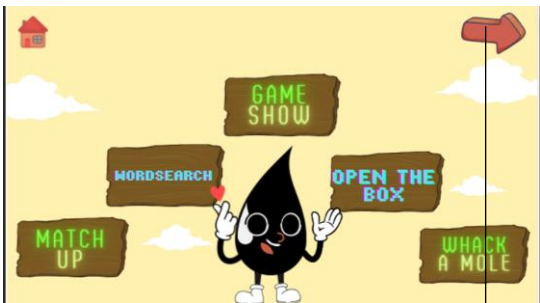 GAME
SHOW
WORDSEARCH
OPEN THE
BOX
MATCH
UP
WHACK
A MOLE